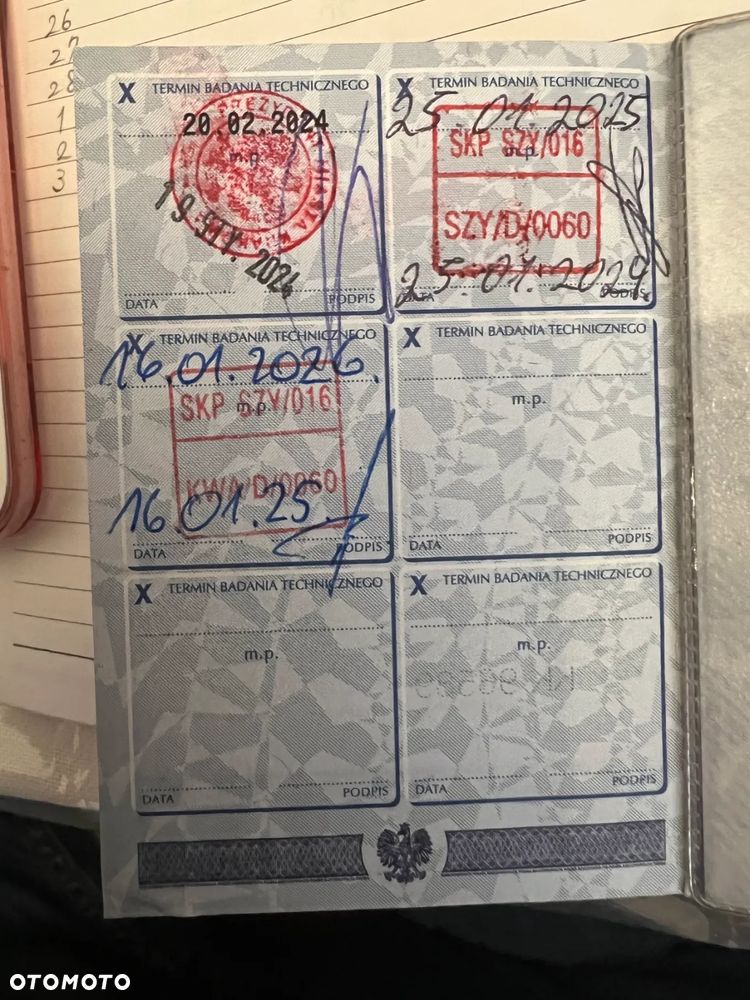 26
27
28
1
2
3
X TERMIN BADANIA TECHNICZNEGO
20.02.2024
m.p.
19 STY. 2024
DATA PODPIS
X TERMIN BADANIA TECHNICZNEGO
25.01.2025
SKP SZY/016
m.p.
SZY/D/0060
25.01.2024.
DATA PODPIS
X TERMIN BADANIA TECHNICZNEGO
16.01.2026.
SKP SZY/016
m.p.
KWA/D/0060
16.01.25.
DATA PODPIS
X TERMIN BADANIA TECHNICZNEGO
m.p.
DATA PODPIS
X TERMIN BADANIA TECHNICZNEGO
m.p.
DATA PODPIS
X TERMIN BADANIA TECHNICZNEGO
m.p.
DATA PODPIS
OTOMOTO